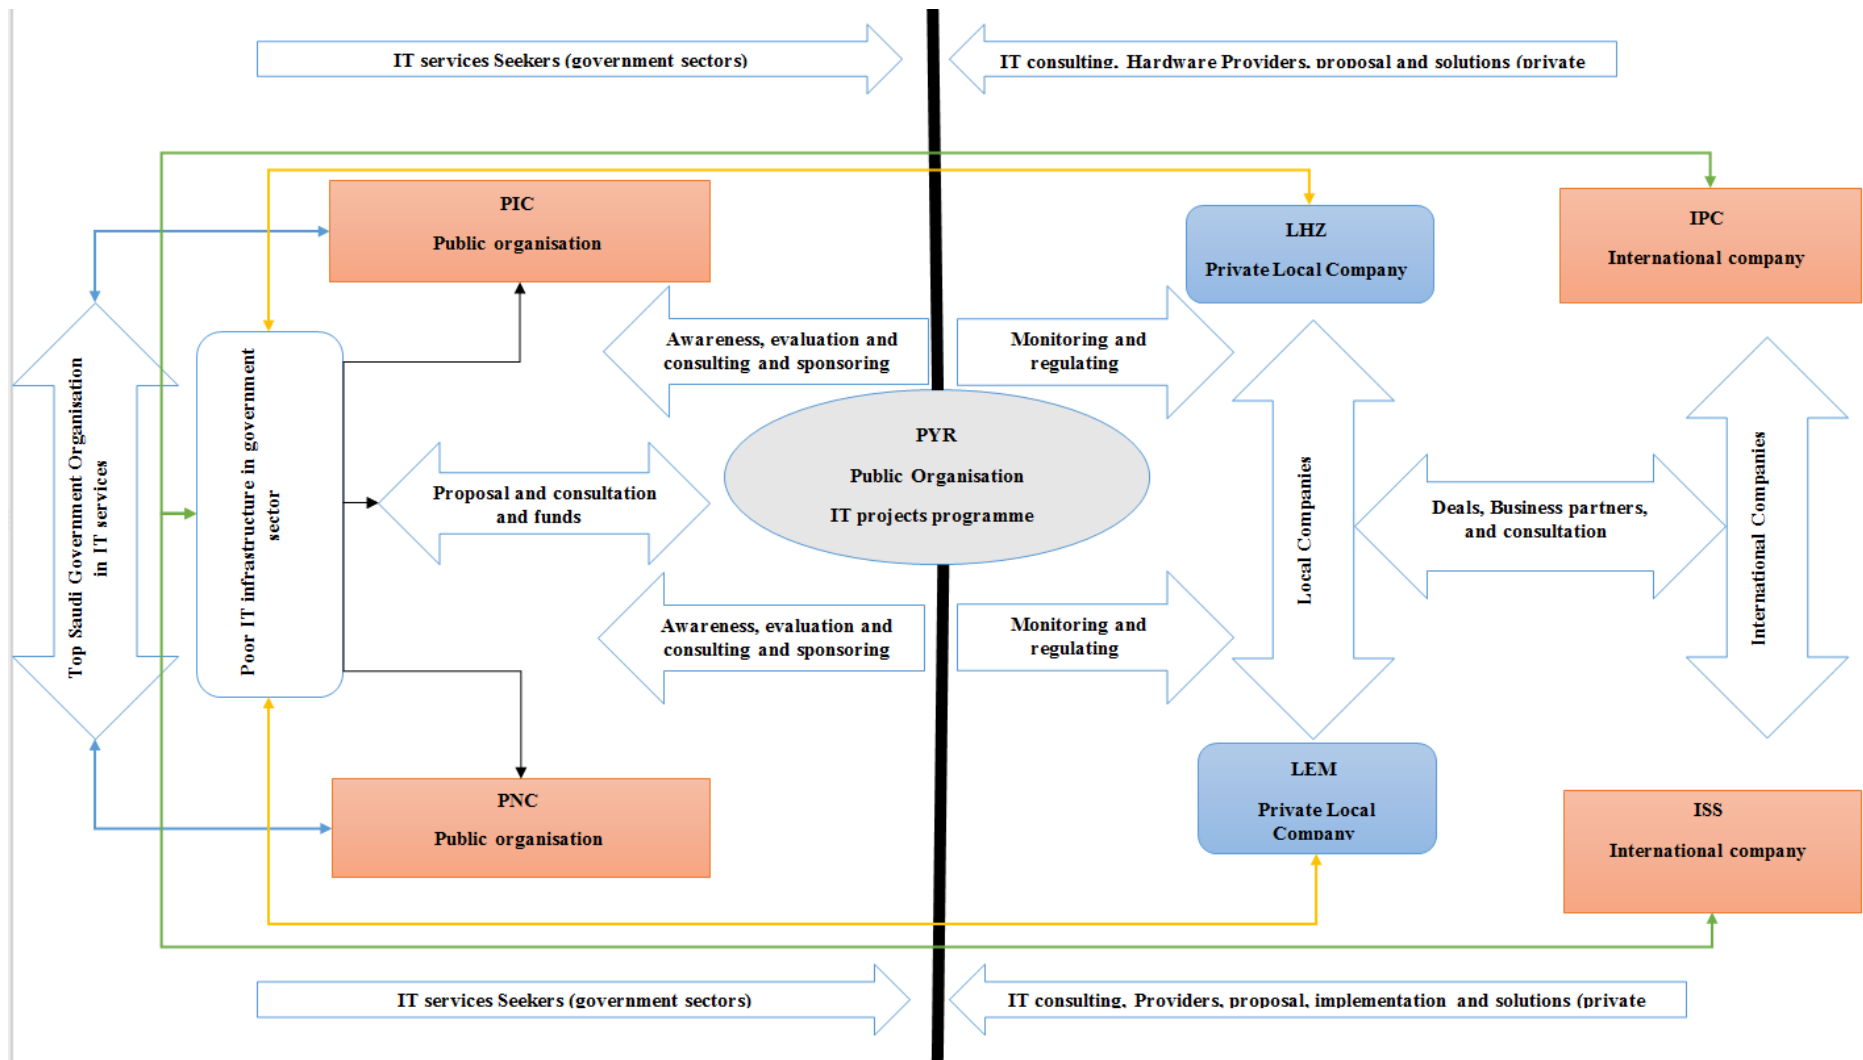 IT services Seekers (government sectors)
IT consulting, Hardware Providers, proposal and solutions (private
PIC
Public organisation
LHZ
Private Local Company
IPC
International company
Top Saudi Government Organisation
in IT services
Poor IT infrastructure in government
sector
Awareness, evaluation and
consulting and sponsoring
Monitoring and
regulating
Proposal and consultation
and funds
PYR
Public Organisation
IT projects programme
Local Companies
Deals, Business partners,
and consultation
International Companies
Awareness, evaluation and
consulting and sponsoring
Monitoring and
regulating
PNC
Public organisation
LEM
Private Local
Company
ISS
International company
IT services Seekers (government sectors)
IT consulting, Providers, proposal, implementation and solutions (private